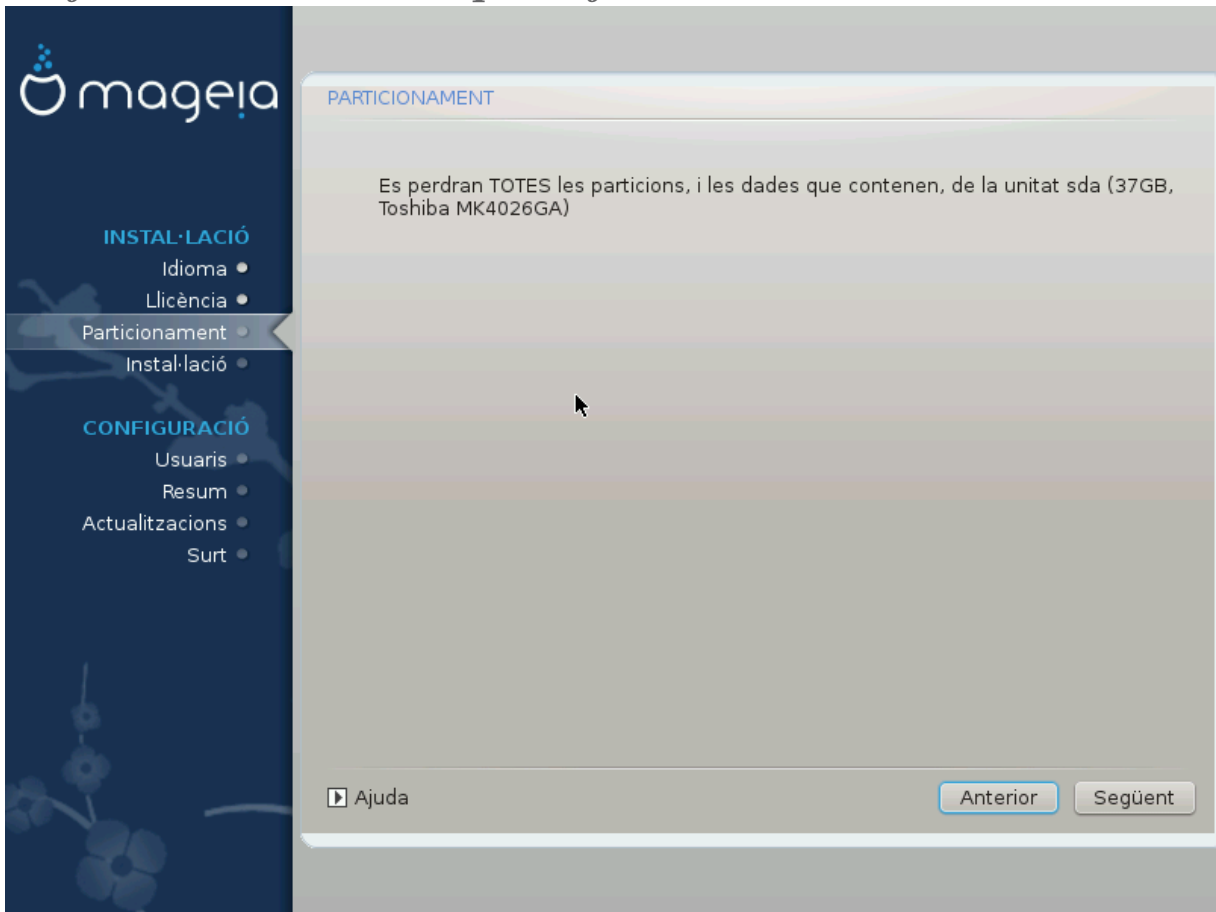 mageia
PARTICIONAMENT
Es perdran TOTES les particions, i les dades que contenen, de la unitat sda (37GB,
Toshiba MK4026GA)
INSTAL·LACIÓ
Idioma
Llicència
Particionament
Instal·lació
CONFIGURACIÓ
Usuaris
Resum
Actualitzacions
Surt
Ajuda
Anterior
Següent